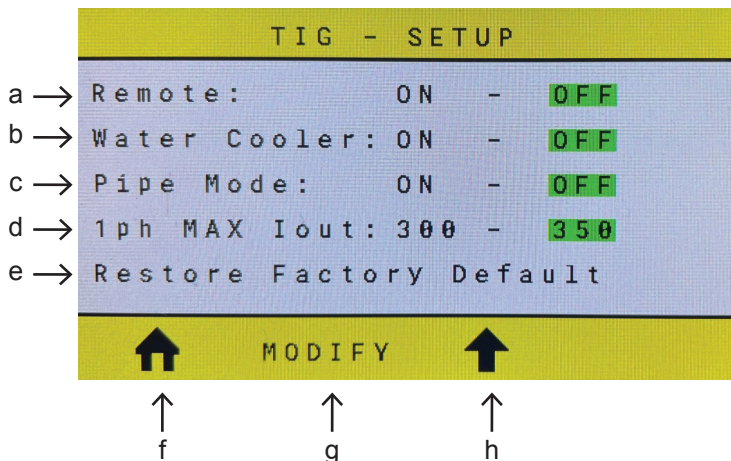 TIG - SETUP
a → Remote: ON - OFF
b → Water Cooler: ON - OFF
c → Pipe Mode: ON - OFF
d → 1ph MAX Iout: 300 - 350
e → Restore Factory Default
MODIFY
f g h